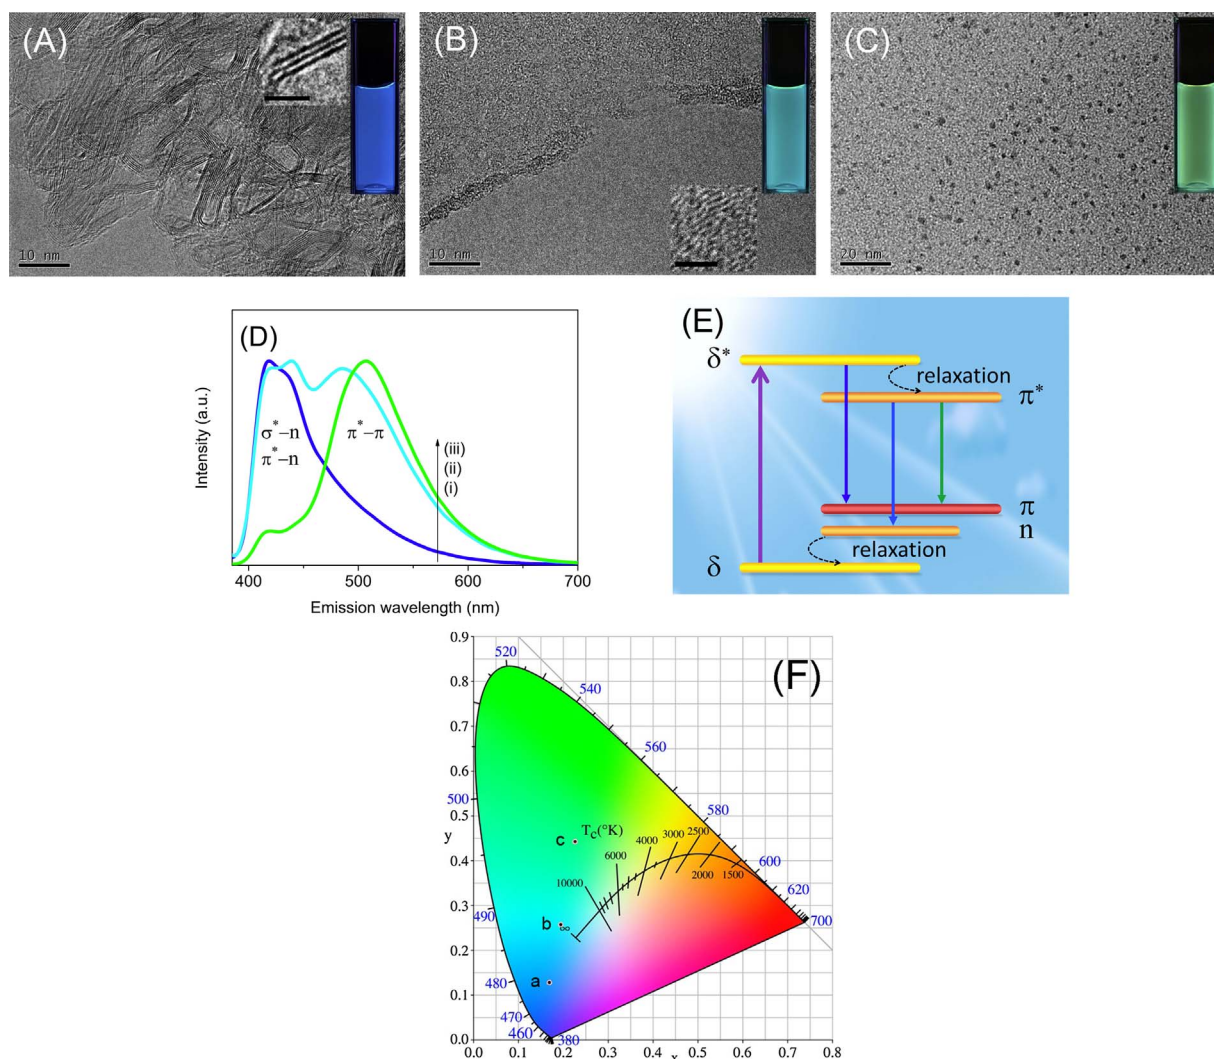 (A)
10 nm
(B)
10 nm
(C)
20 nm
(D)
σ*–n
π*–n
π*–π
(iii)
(ii)
(i)
Intensity (a.u.)
400 500 600 700
Emission wavelength (nm)
(E)
δ*
relaxation
π*
π
n
relaxation
δ
(F)
0.9
0.8
0.7
0.6
0.5
y
0.4
0.3
0.2
0.1
0.0
0.0 0.1 0.2 0.3 0.4 0.5 0.6 0.7 0.8
x
520
540
560
500
580
600
620
490
700
480
470
460
380
c
T_c(°K)
10000
6000
4000
3000
2500
2000
1500
b
∞
a